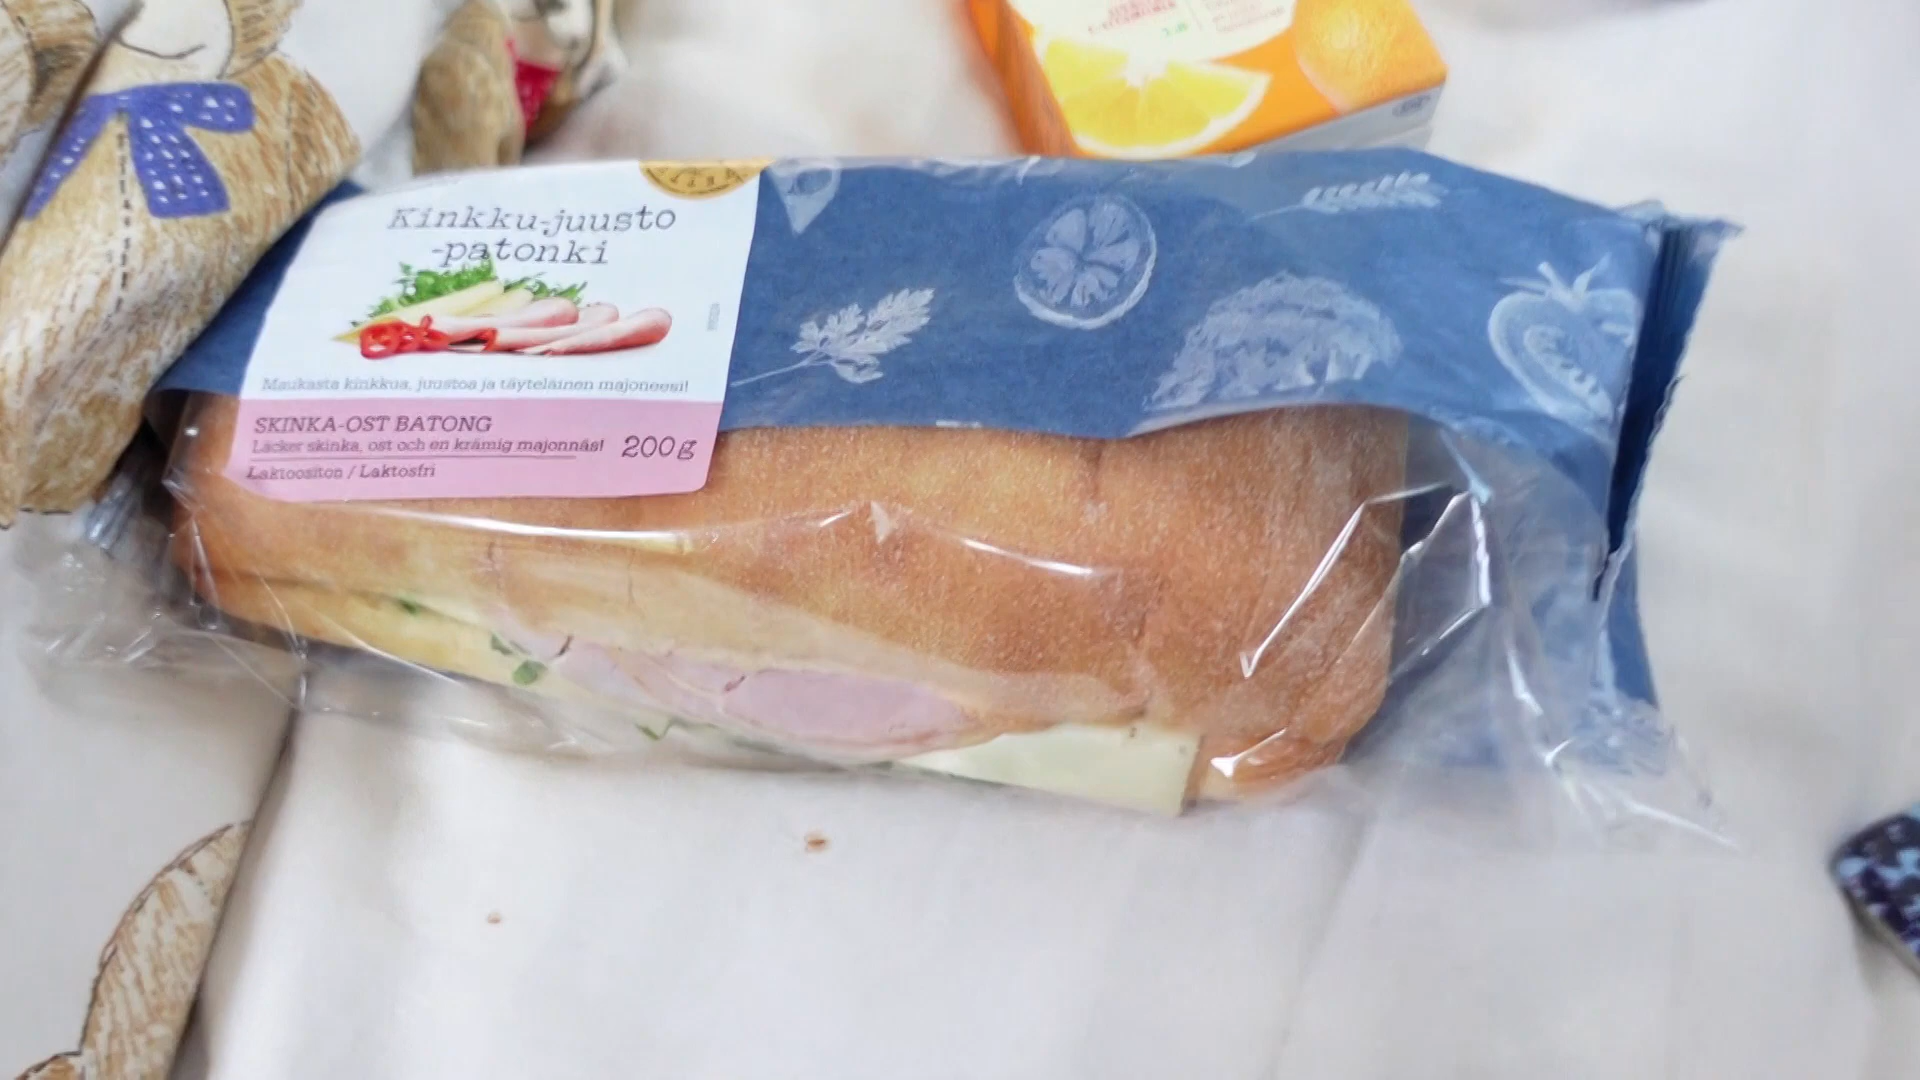 Kinkku-juusto
-patonki
Maukasta kinkkua, juustoa ja täyteläinen majoneesi!
SKINKA-OST BATONG
Läcker skinka, ost och en krämig majonnäs!
200g
Laktoositon / Laktosfri